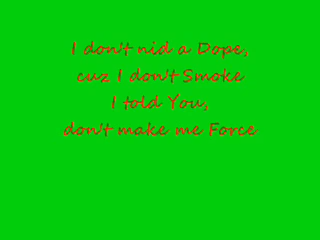 I don't nid a Dope,
cuz I don't Smoke
I told You,
don't make me Force